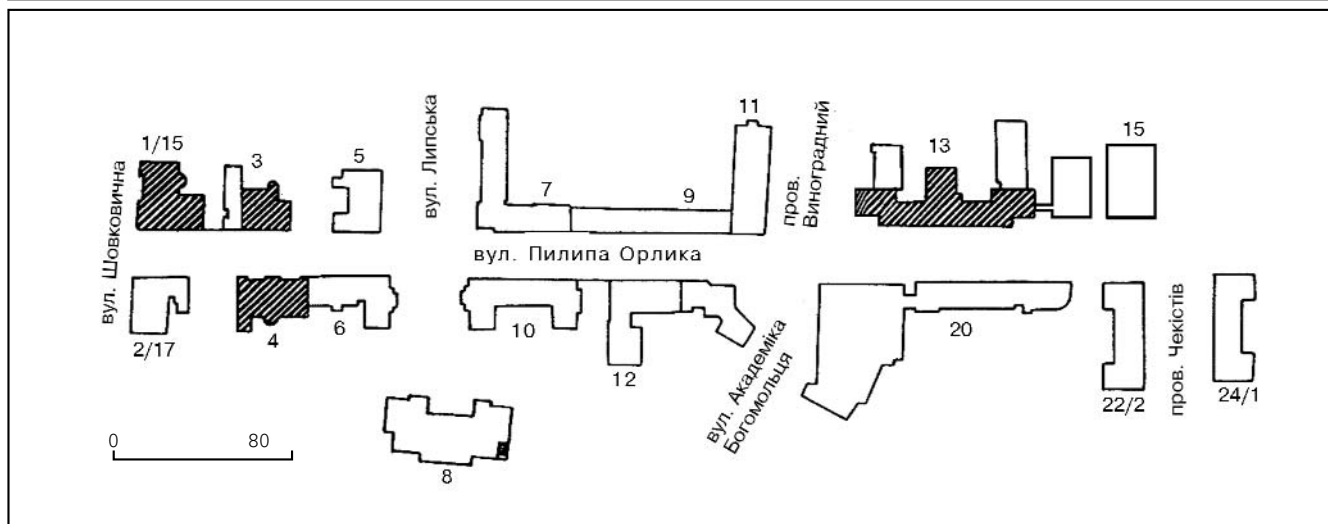 1/15
3
5
вул. Липська
7
9
11
пров.
Виноградний
13
15
вул. Шовковична
вул. Пилипа Орлика
2/17
4
6
10
12
вул. Академіка
Богомольця
20
22/2
пров. Чекістів
24/1
0 80
8